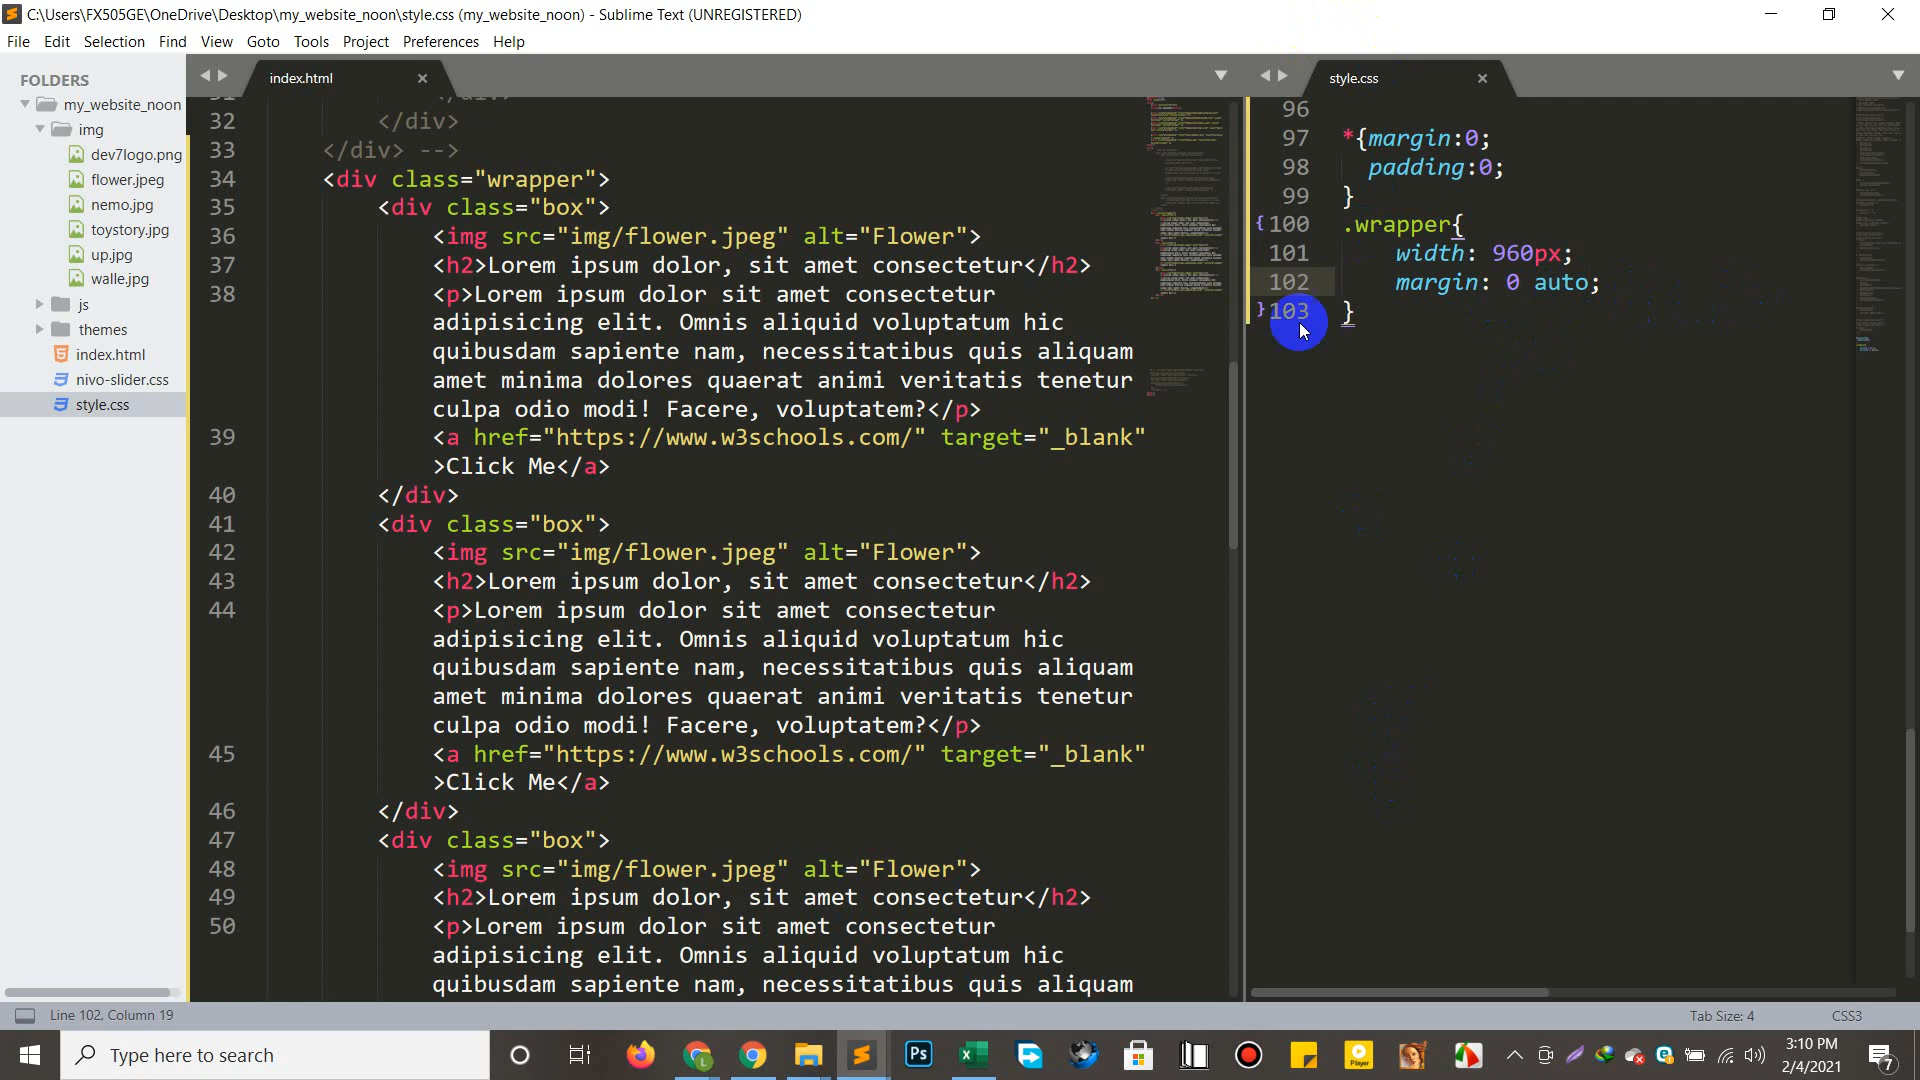 C:\Users\FX505GE\OneDrive\Desktop\my_website_noon\style.css (my_website_noon) - Sublime Text (UNREGISTERED)
File Edit Selection Find View Goto Tools Project Preferences Help
FOLDERS
my_website_noon
img
dev7logo.png
flower.jpeg
nemo.jpg
toystory.jpg
up.jpg
walle.jpg
js
themes
index.html
nivo-slider.css
style.css
index.html
32 </div>
33 </div> -->
34 <div class="wrapper">
35 <div class="box">
36 <img src="img/flower.jpeg" alt="Flower">
37 <h2>Lorem ipsum dolor, sit amet consectetur</h2>
38 <p>Lorem ipsum dolor sit amet consectetur
adipisicing elit. Omnis aliquid voluptatum hic
quibusdam sapiente nam, necessitatibus quis aliquam
amet minima dolores quaerat animi veritatis tenetur
culpa odio modi! Facere, voluptatem?</p>
39 <a href="https://www.w3schools.com/" target="_blank"
>Click Me</a>
40 </div>
41 <div class="box">
42 <img src="img/flower.jpeg" alt="Flower">
43 <h2>Lorem ipsum dolor, sit amet consectetur</h2>
44 <p>Lorem ipsum dolor sit amet consectetur
adipisicing elit. Omnis aliquid voluptatum hic
quibusdam sapiente nam, necessitatibus quis aliquam
amet minima dolores quaerat animi veritatis tenetur
culpa odio modi! Facere, voluptatem?</p>
45 <a href="https://www.w3schools.com/" target="_blank"
>Click Me</a>
46 </div>
47 <div class="box">
48 <img src="img/flower.jpeg" alt="Flower">
49 <h2>Lorem ipsum dolor, sit amet consectetur</h2>
50 <p>Lorem ipsum dolor sit amet consectetur
adipisicing elit. Omnis aliquid voluptatum hic
quibusdam sapiente nam, necessitatibus quis aliquam
style.css
96
97 *{margin:0;
98 padding:0;
99 }
100 .wrapper{
101 width: 960px;
102 margin: 0 auto;
103 }
Line 102, Column 19
Tab Size: 4
CSS3
Type here to search
Ps
Player
3:10 PM
2/4/2021
7